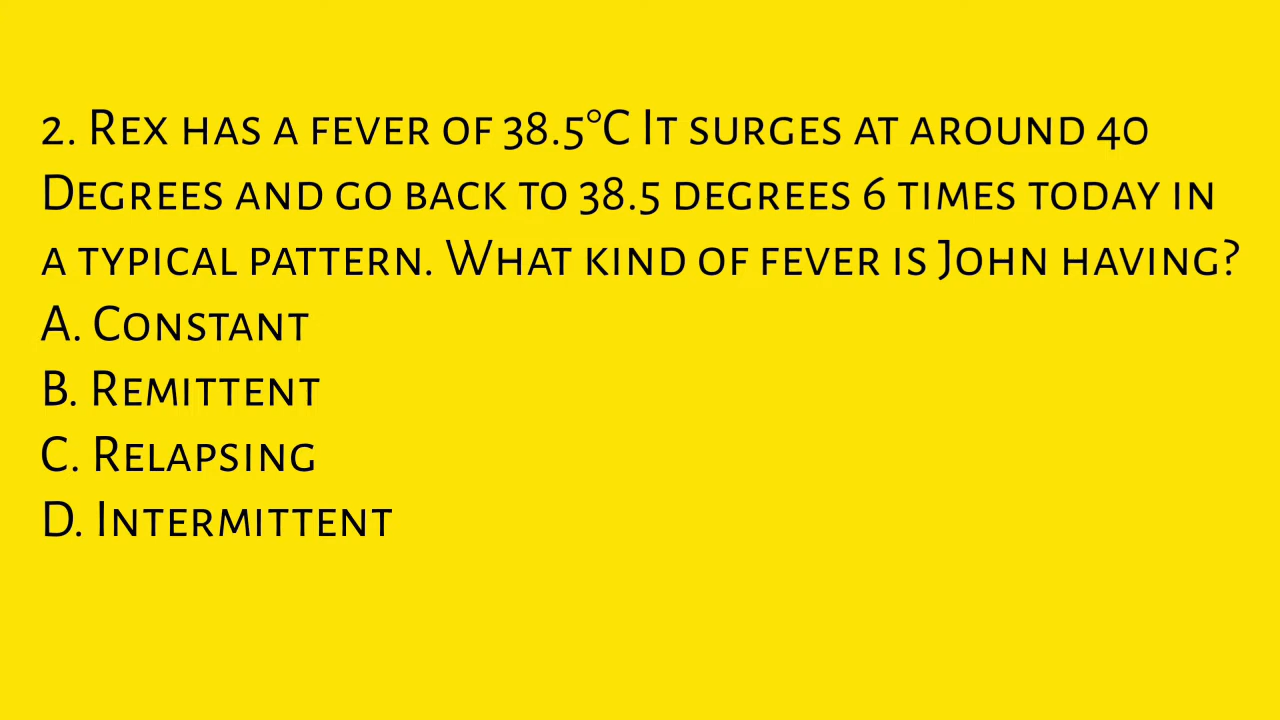 2. Rex has a fever of 38.5°C It surges at around 40
Degrees and go back to 38.5 degrees 6 times today in
a typical pattern. What kind of fever is John having?
A. Constant
B. Remittent
C. Relapsing
D. Intermittent